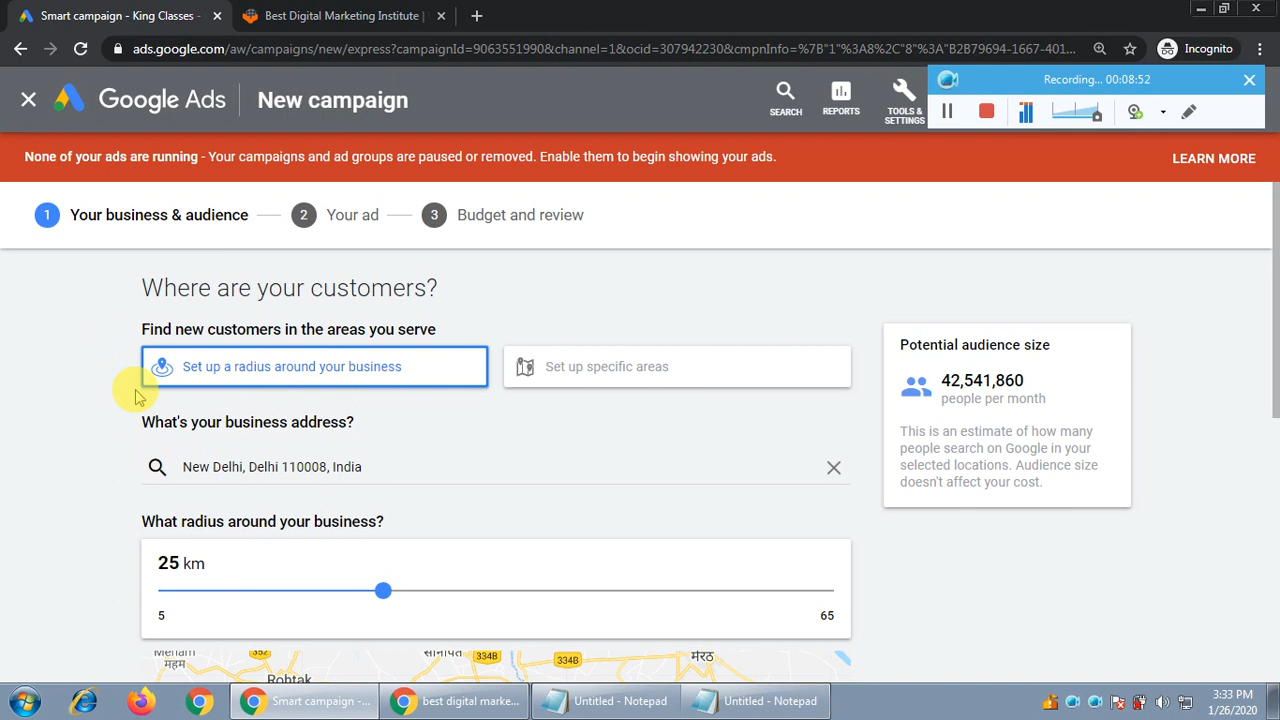 Smart campaign - King Classes -
Best Digital Marketing Institute |
ads.google.com/aw/campaigns/new/express?campaignId=9063551990&channel=1&ocid=307942230&cmpnInfo=%7B"1"%3A8%2C"8"%3A"B2B79694-1667-401...
Incognito
Recording... 00:08:52
Google Ads
New campaign
SEARCH
REPORTS
TOOLS & SETTINGS
None of your ads are running - Your campaigns and ad groups are paused or removed. Enable them to begin showing your ads.
LEARN MORE
1 Your business & audience
2 Your ad
3 Budget and review
Where are your customers?
Find new customers in the areas you serve
Set up a radius around your business
Set up specific areas
Potential audience size
42,541,860
people per month
This is an estimate of how many
people search on Google in your
selected locations. Audience size
doesn't affect your cost.
What's your business address?
New Delhi, Delhi 110008, India
What radius around your business?
25 km
5
65
Meham
महम
352
Rohtak
सोनीपत
334B
334B
मेरठ
Smart campaign -...
best digital marke...
Untitled - Notepad
Untitled - Notepad
3:33 PM
1/26/2020